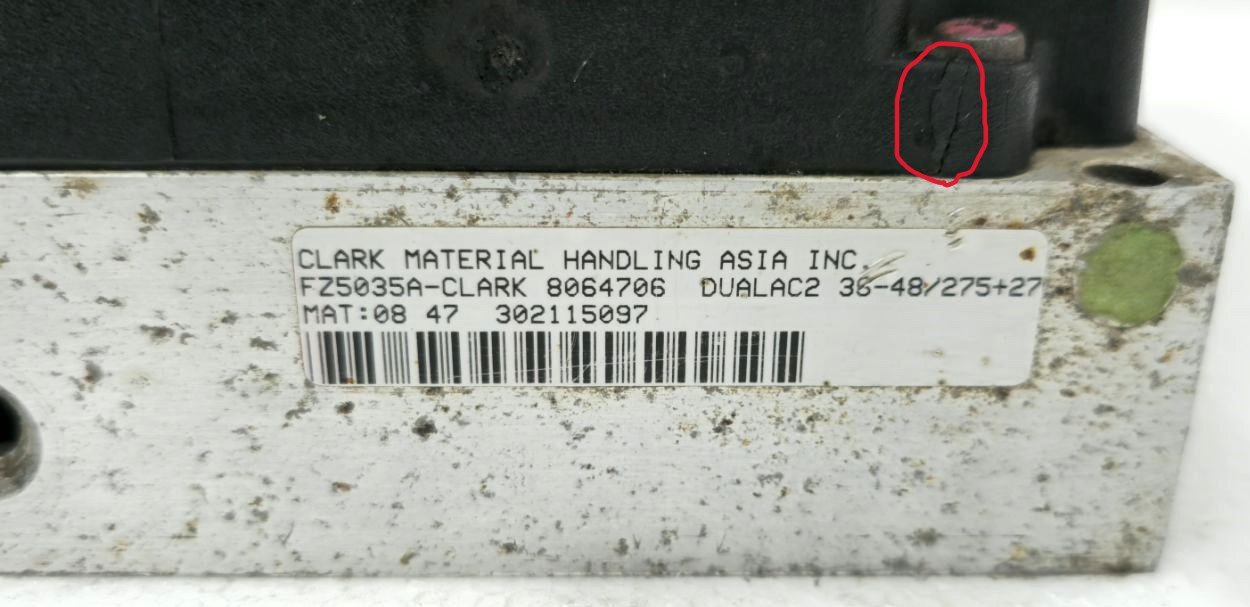 CLARK MATERIAL HANDLING ASIA INC.
FZ5035A-CLARK 8064706 DUALAC2 36-48/275+27
MAT:08 47 302115097